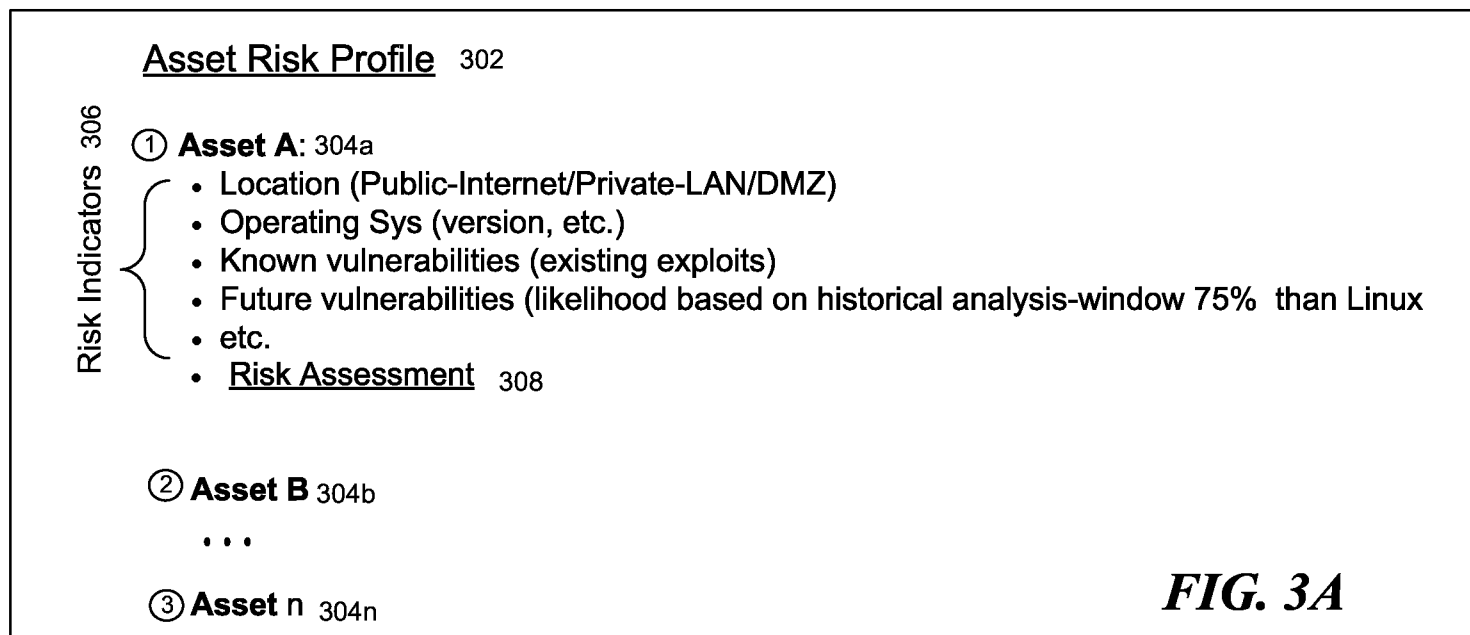 Asset Risk Profile 302
Risk Indicators 306
① Asset A: 304a
• Location (Public-Internet/Private-LAN/DMZ)
• Operating Sys (version, etc.)
• Known vulnerabilities (existing exploits)
• Future vulnerabilities (likelihood based on historical analysis-window 75% than Linux
• etc.
• Risk Assessment 308
② Asset B 304b
• • •
③ Asset n 304n
FIG. 3A